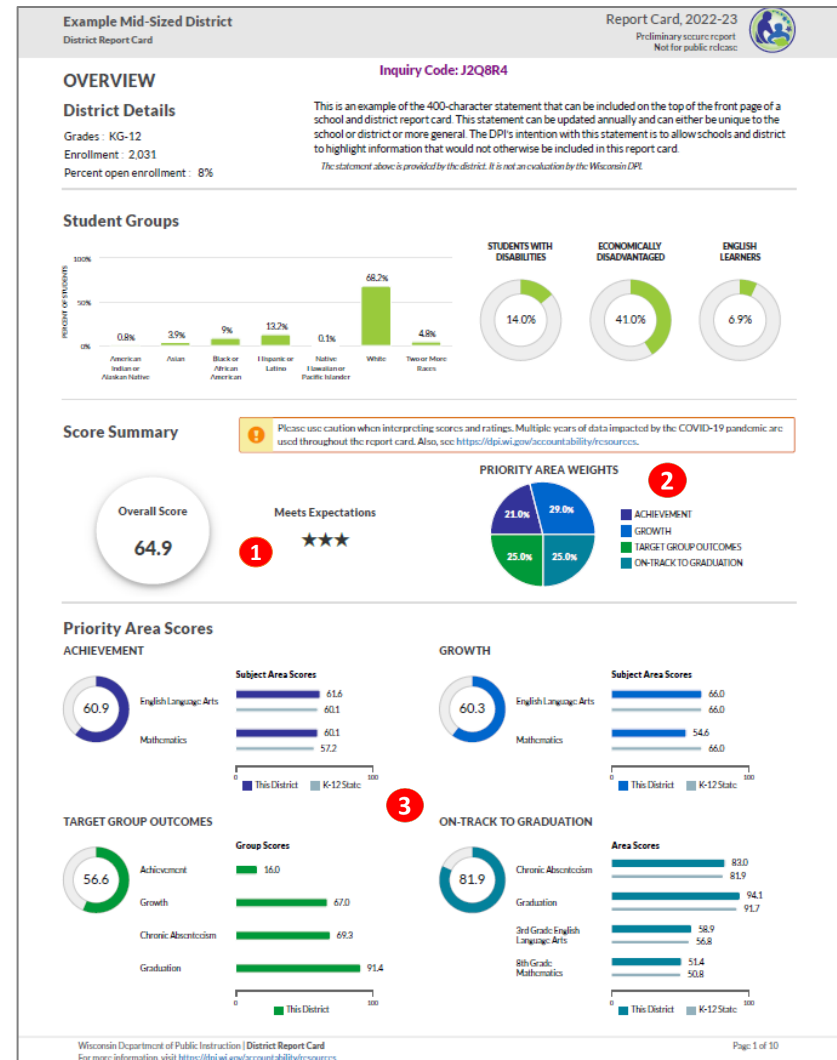 Example Mid-Sized District
District Report Card
Report Card, 2022-23
Preliminary secure report
Not for public release
OVERVIEW
Inquiry Code: J2Q8R4
District Details
Grades : KG-12
Enrollment : 2,031
Percent open enrollment : 8%
This is an example of the 400-character statement that can be included on the top of the front page of a
school and district report card. This statement can be updated annually and can either be unique to the
school or district or more general. The DPI's intention with this statement is to allow schools and district
to highlight information that would not otherwise be included in this report card.
The statement above is provided by the district. It is not an evaluation by the Wisconsin DPI.
Student Groups
PERCENT OF STUDENTS
100%
50%
0%
0.8%
3.9%
9%
13.2%
0.1%
68.2%
4.8%
American
Indian or
Alaskan Native
Asian
Black or
African
American
Hispanic or
Latino
Native
Hawaiian or
Pacific Islander
White
Two or More
Races
STUDENTS WITH
DISABILITIES
14.0%
ECONOMICALLY
DISADVANTAGED
41.0%
ENGLISH
LEARNERS
6.9%
Score Summary
Please use caution when interpreting scores and ratings. Multiple years of data impacted by the COVID-19 pandemic are
used throughout the report card. Also, see https://dpi.wi.gov/accountability/resources.
Overall Score
64.9
1
Meets Expectations
★★★
PRIORITY AREA WEIGHTS
2
21.0%
29.0%
25.0%
25.0%
ACHIEVEMENT
GROWTH
TARGET GROUP OUTCOMES
ON-TRACK TO GRADUATION
Priority Area Scores
ACHIEVEMENT
60.9
Subject Area Scores
English Language Arts
61.6
60.1
Mathematics
60.1
57.2
0
100
This District
K-12 State
GROWTH
60.3
Subject Area Scores
English Language Arts
66.0
66.0
Mathematics
54.6
66.0
0
100
This District
K-12 State
3
TARGET GROUP OUTCOMES
56.6
Group Scores
Achievement
16.0
Growth
67.0
Chronic Absenteeism
69.3
Graduation
91.4
0
100
This District
ON-TRACK TO GRADUATION
81.9
Area Scores
Chronic Absenteeism
83.0
81.9
Graduation
94.1
91.7
3rd Grade English
Language Arts
58.9
56.8
8th Grade
Mathematics
51.4
50.8
0
100
This District
K-12 State
Wisconsin Department of Public Instruction | District Report Card
Page 1 of 10
For more information, visit https://dpi.wi.gov/accountability/resources